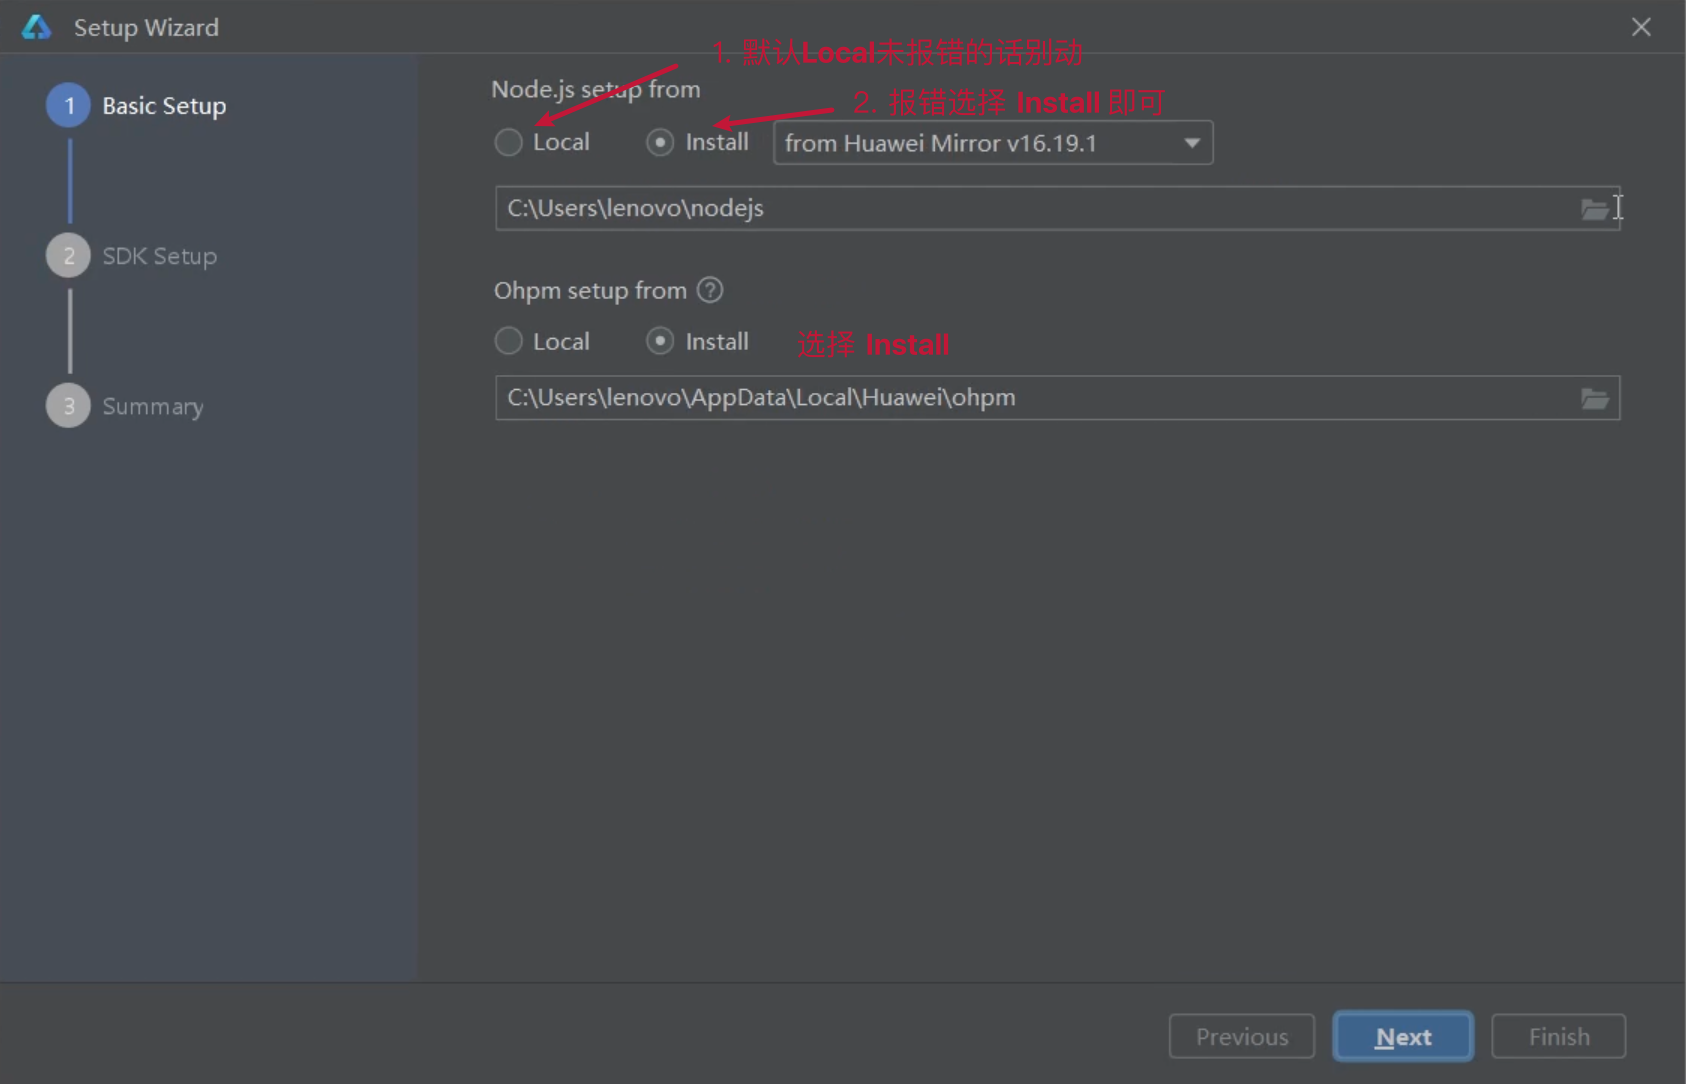 Setup Wizard
1 Basic Setup
2 SDK Setup
3 Summary
1. 默认Local未报错的话别动
Node.js setup from
2. 报错选择 Install 即可
Local Install from Huawei Mirror v16.19.1
C:\Users\lenovo\nodejs
Ohpm setup from ?
Local Install 选择 Install
C:\Users\lenovo\AppData\Local\Huawei\ohpm
Previous Next Finish